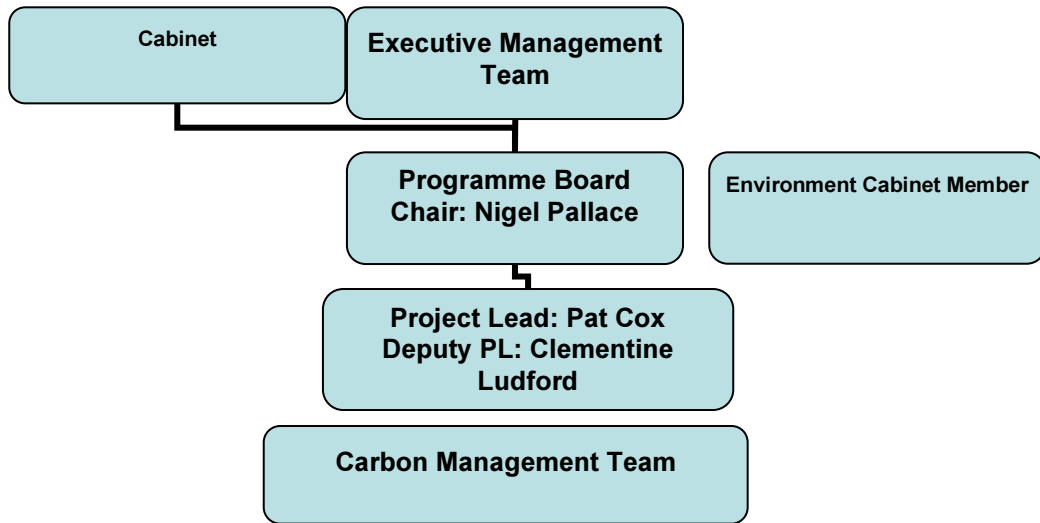 Cabinet
Executive Management
Team
Programme Board
Chair: Nigel Pallace
Environment Cabinet Member
Project Lead: Pat Cox
Deputy PL: Clementine
Ludford
Carbon Management Team